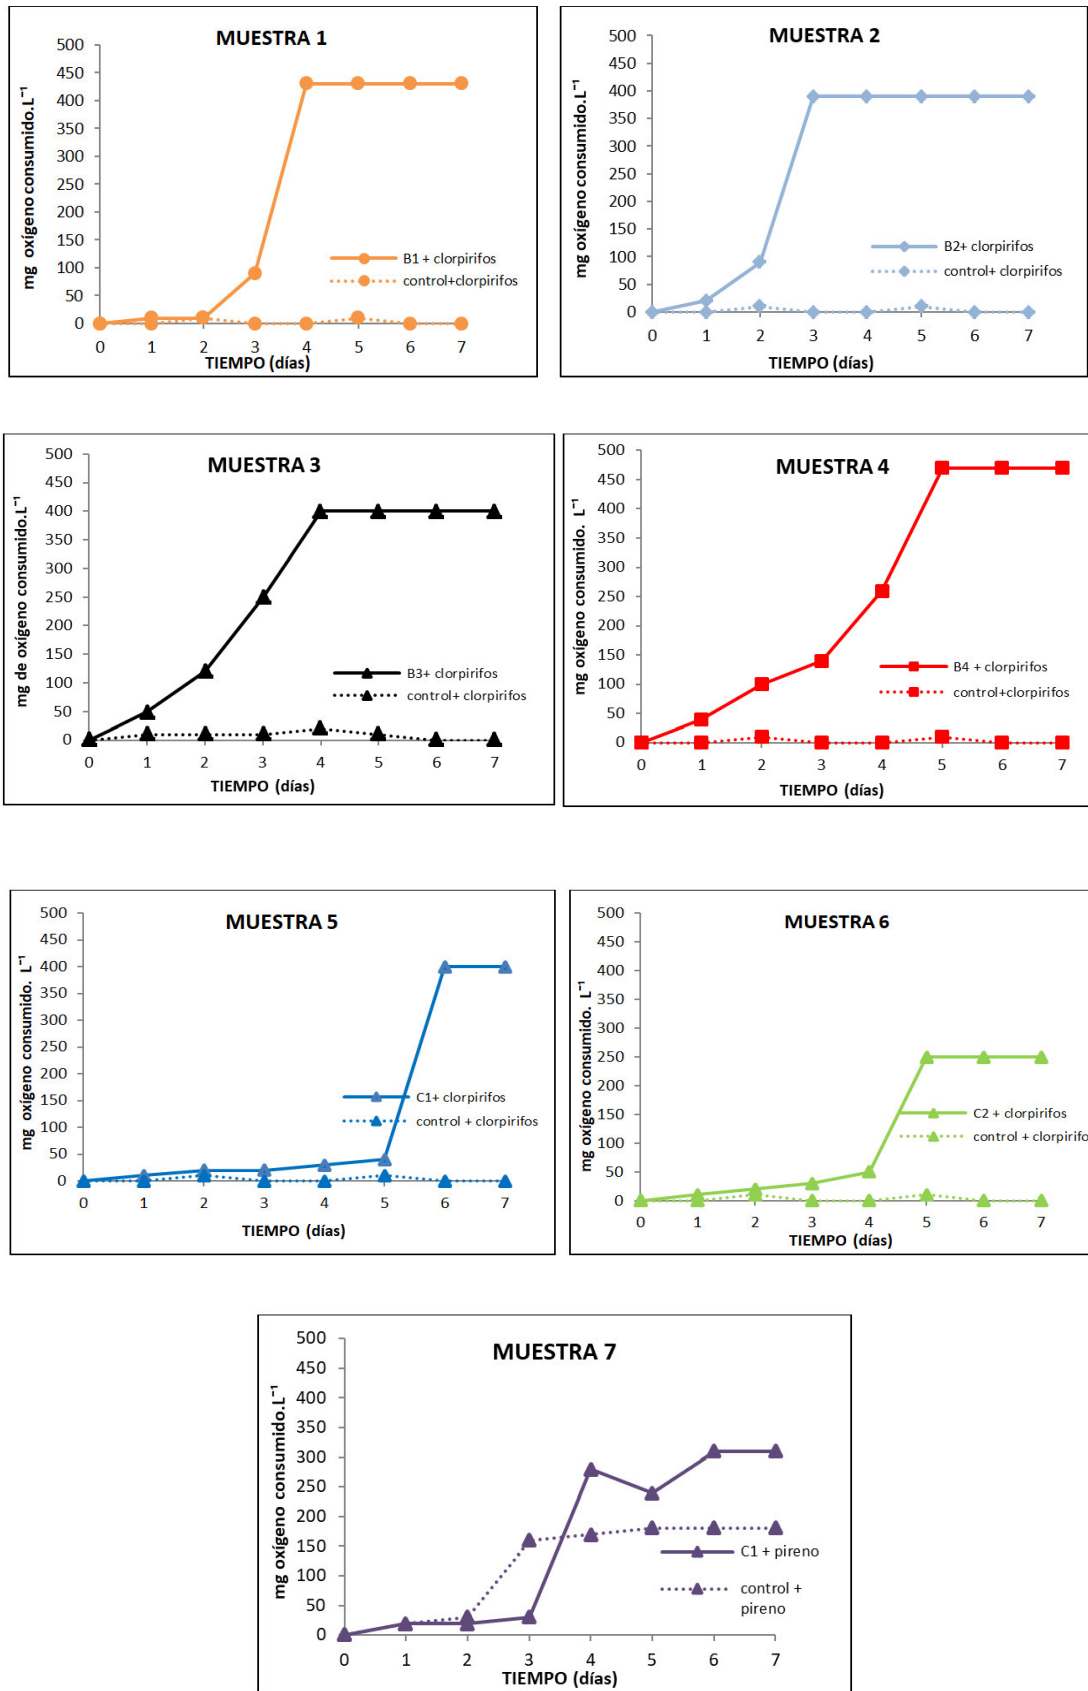 MUESTRA 1
mg oxígeno consumido.L⁻¹
500
450
400
350
300
250
200
150
100
50
0
B1 + clorpirifos
control+clorpirifos
0 1 2 3 4 5 6 7
TIEMPO (días)
MUESTRA 2
mg oxígeno consumido.L⁻¹
500
450
400
350
300
250
200
150
100
50
0
B2+ clorpirifos
control+ clorpirifos
0 1 2 3 4 5 6 7
TIEMPO (días)
MUESTRA 3
mg de oxígeno consumido.L⁻¹
500
450
400
350
300
250
200
150
100
50
0
B3+ clorpirifos
control+ clorpirifos
0 1 2 3 4 5 6 7
TIEMPO (días)
MUESTRA 4
mg oxígeno consumido. L⁻¹
500
450
400
350
300
250
200
150
100
50
0
B4 + clorpirifos
control+clorpirifos
0 1 2 3 4 5 6 7
TIEMPO (días)
MUESTRA 5
mg oxígeno consumido. L⁻¹
500
450
400
350
300
250
200
150
100
50
0
C1+ clorpirifos
control + clorpirifos
0 1 2 3 4 5 6 7
TIEMPO (días)
MUESTRA 6
mg oxígeno consumido. L⁻¹
500
450
400
350
300
250
200
150
100
50
0
C2 + clorpirifos
control + clorpirifo
0 1 2 3 4 5 6 7
TIEMPO (días)
MUESTRA 7
mg oxígeno consumido.L⁻¹
500
450
400
350
300
250
200
150
100
50
0
C1 + pireno
control +
pireno
0 1 2 3 4 5 6 7
TIEMPO (días)